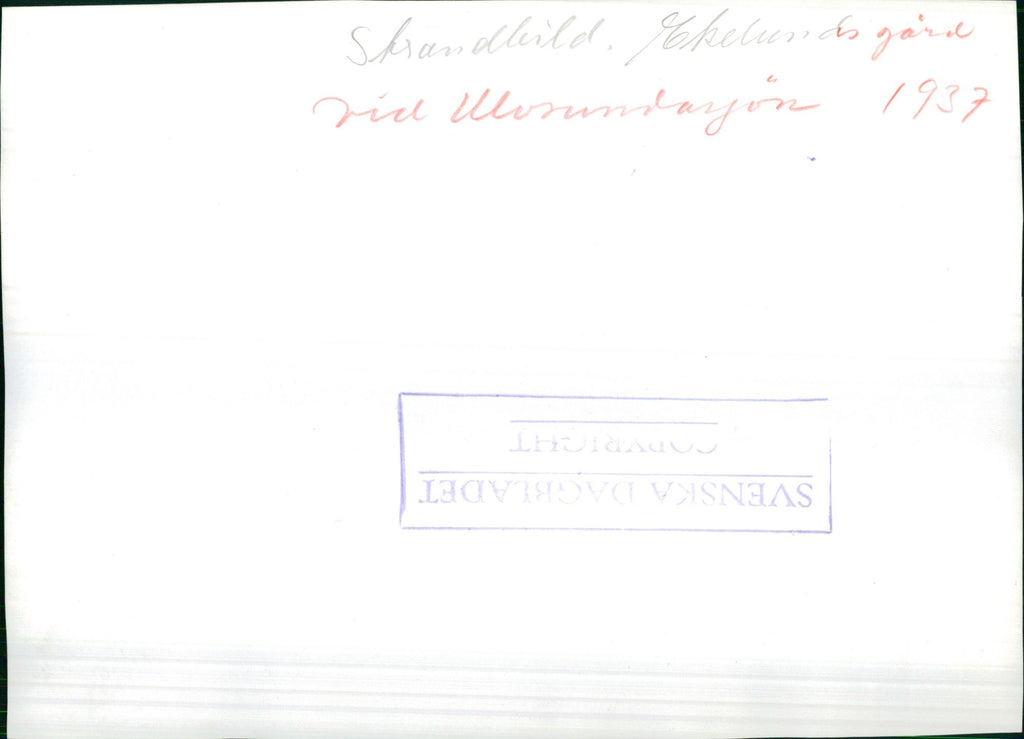 Strandbild. Ekelunds gård
vid Ulvsundasjön 1937
SVENSKA DAGBLADET
COPYRIGHT